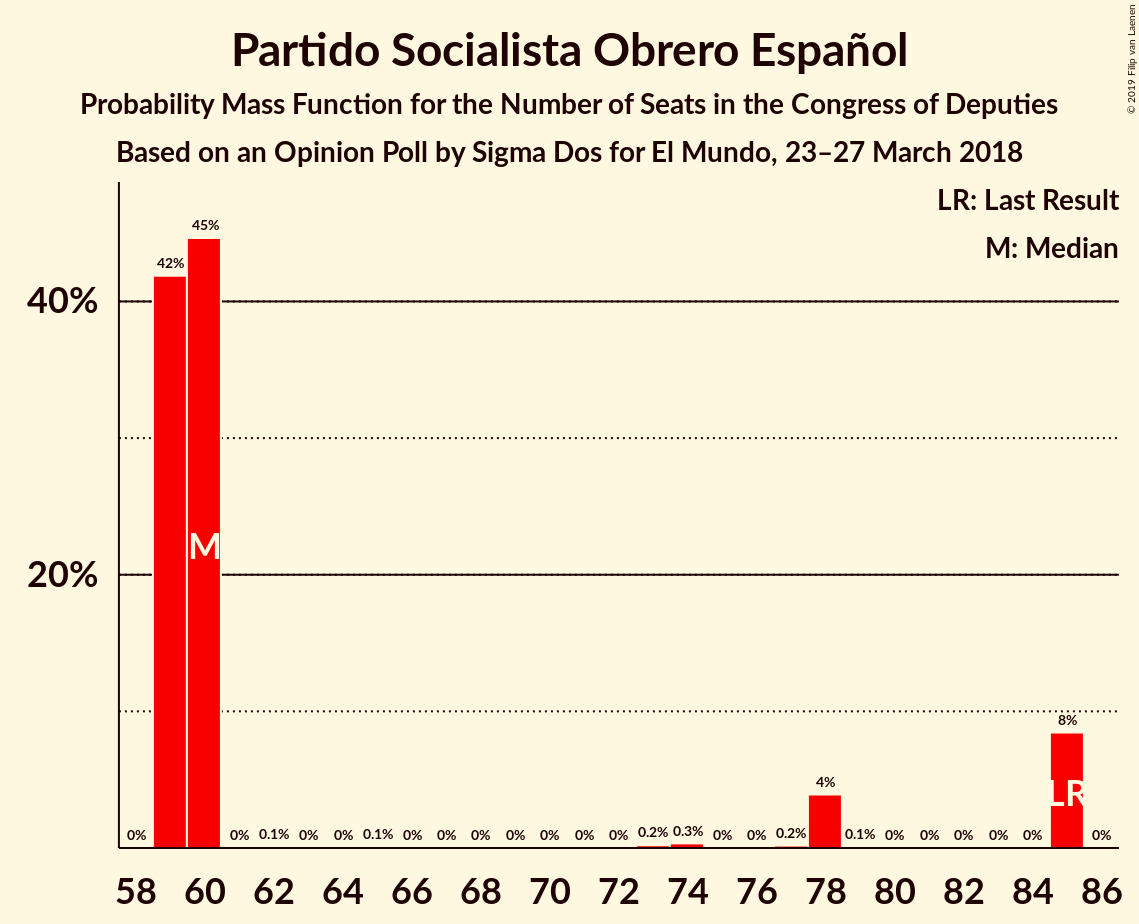 Partido Socialista Obrero Español
Probability Mass Function for the Number of Seats in the Congress of Deputies
Based on an Opinion Poll by Sigma Dos for El Mundo, 23–27 March 2018
© 2019 Filip van Laenen
LR: Last Result
M: Median
40%
20%
0% 42% 45% 0% 0.1% 0% 0% 0.1% 0% 0% 0% 0% 0% 0% 0% 0.2% 0.3% 0% 0% 0.2% 4% 0.1% 0% 0% 0% 0% 0% 8% 0%
M
LR
58 60 62 64 66 68 70 72 74 76 78 80 82 84 86